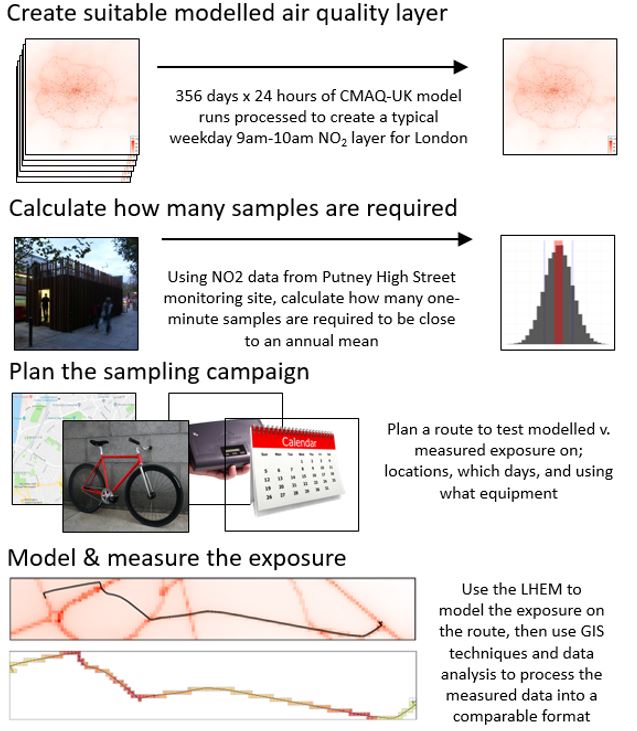 Create suitable modelled air quality layer
356 days x 24 hours of CMAQ-UK model
runs processed to create a typical
weekday 9am-10am NO2 layer for London
Calculate how many samples are required
Using NO2 data from Putney High Street
monitoring site, calculate how many one-
minute samples are required to be close
to an annual mean
Plan the sampling campaign
Calendar
Plan a route to test modelled v.
measured exposure on;
locations, which days, and using
what equipment
Model & measure the exposure
Use the LHEM to
model the exposure on
the route, then use GIS
techniques and data
analysis to process the
measured data into a
comparable format